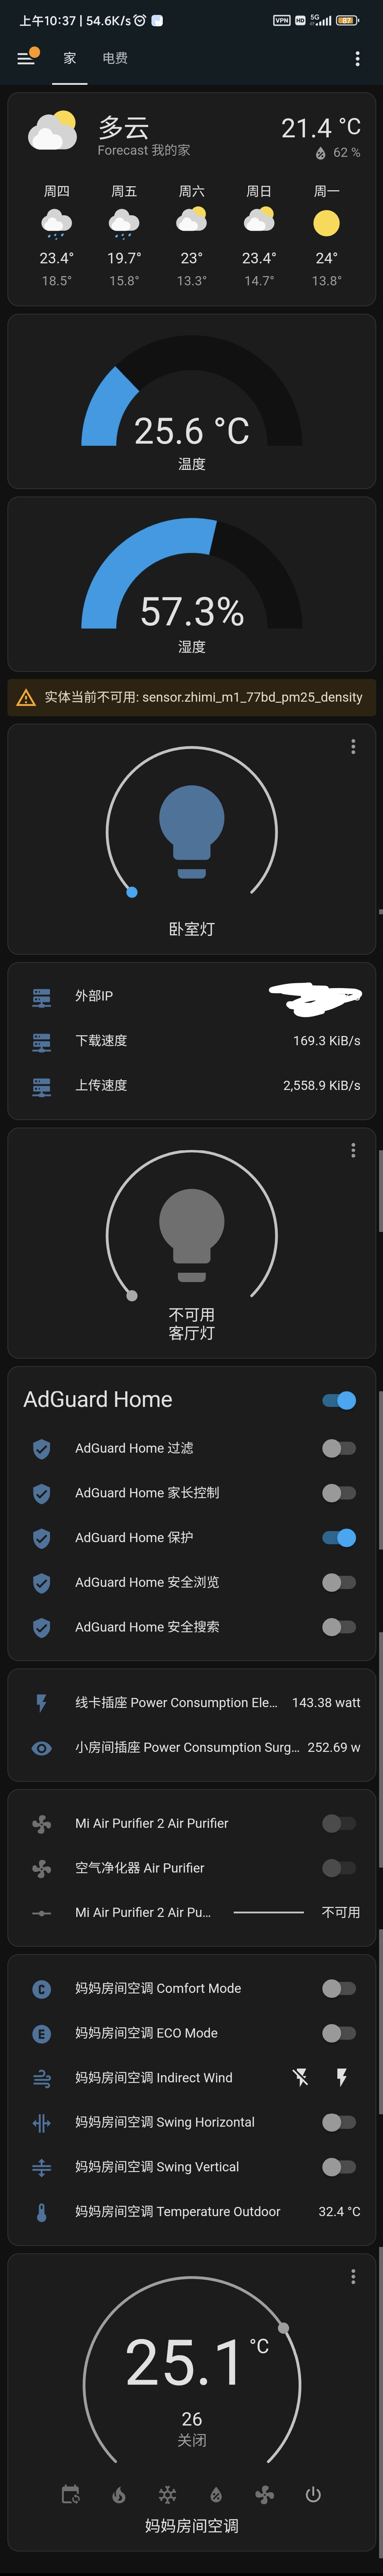 上午10:37 | 54.6K/s
VPN HD 5G 87
家 电费
多云
Forecast 我的家
21.4 °C
62 %
周四 周五 周六 周日 周一
23.4° 19.7° 23° 23.4° 24°
18.5° 15.8° 13.3° 14.7° 13.8°
25.6 °C
温度
57.3%
湿度
实体当前不可用: sensor.zhimi_m1_77bd_pm25_density
卧室灯
外部IP
下载速度 169.3 KiB/s
上传速度 2,558.9 KiB/s
不可用
客厅灯
AdGuard Home
AdGuard Home 过滤
AdGuard Home 家长控制
AdGuard Home 保护
AdGuard Home 安全浏览
AdGuard Home 安全搜索
线卡插座 Power Consumption Ele... 143.38 watt
小房间插座 Power Consumption Surg... 252.69 w
Mi Air Purifier 2 Air Purifier
空气净化器 Air Purifier
Mi Air Purifier 2 Air Pu... 不可用
妈妈房间空调 Comfort Mode
妈妈房间空调 ECO Mode
妈妈房间空调 Indirect Wind
妈妈房间空调 Swing Horizontal
妈妈房间空调 Swing Vertical
妈妈房间空调 Temperature Outdoor 32.4 °C
25.1 °C
26
关闭
妈妈房间空调